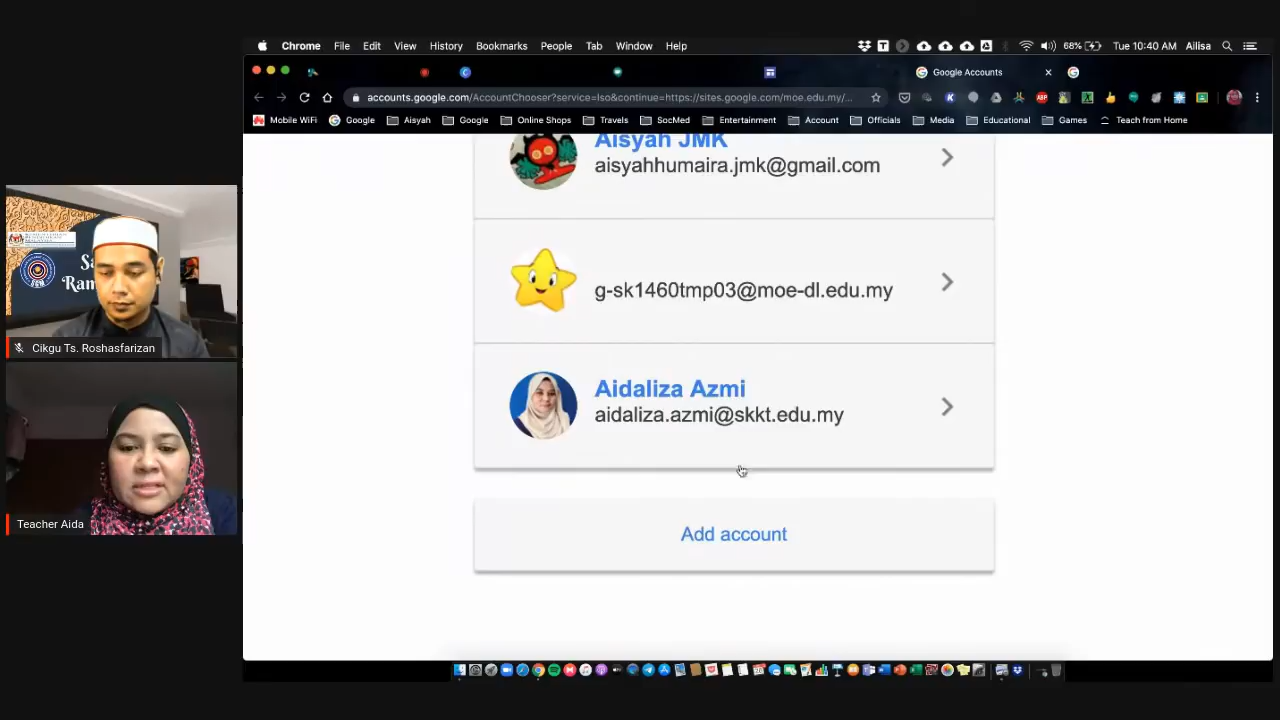 Chrome File Edit View History Bookmarks People Tab Window Help 68% Tue 10:40 AM Ailisa
Google Accounts
accounts.google.com/AccountChooser?service=lso&continue=https://sites.google.com/moe.edu.my/...
Mobile WiFi Google Aisyah Google Online Shops Travels SocMed Entertainment Account Officials Media Educational Games Teach from Home
Aisyah JMK
aisyahhumaira.jmk@gmail.com
g-sk1460tmp03@moe-dl.edu.my
Aidaliza Azmi
aidaliza.azmi@skkt.edu.my
Add account
Cikgu Ts. Roshasfarizan
Teacher Aida